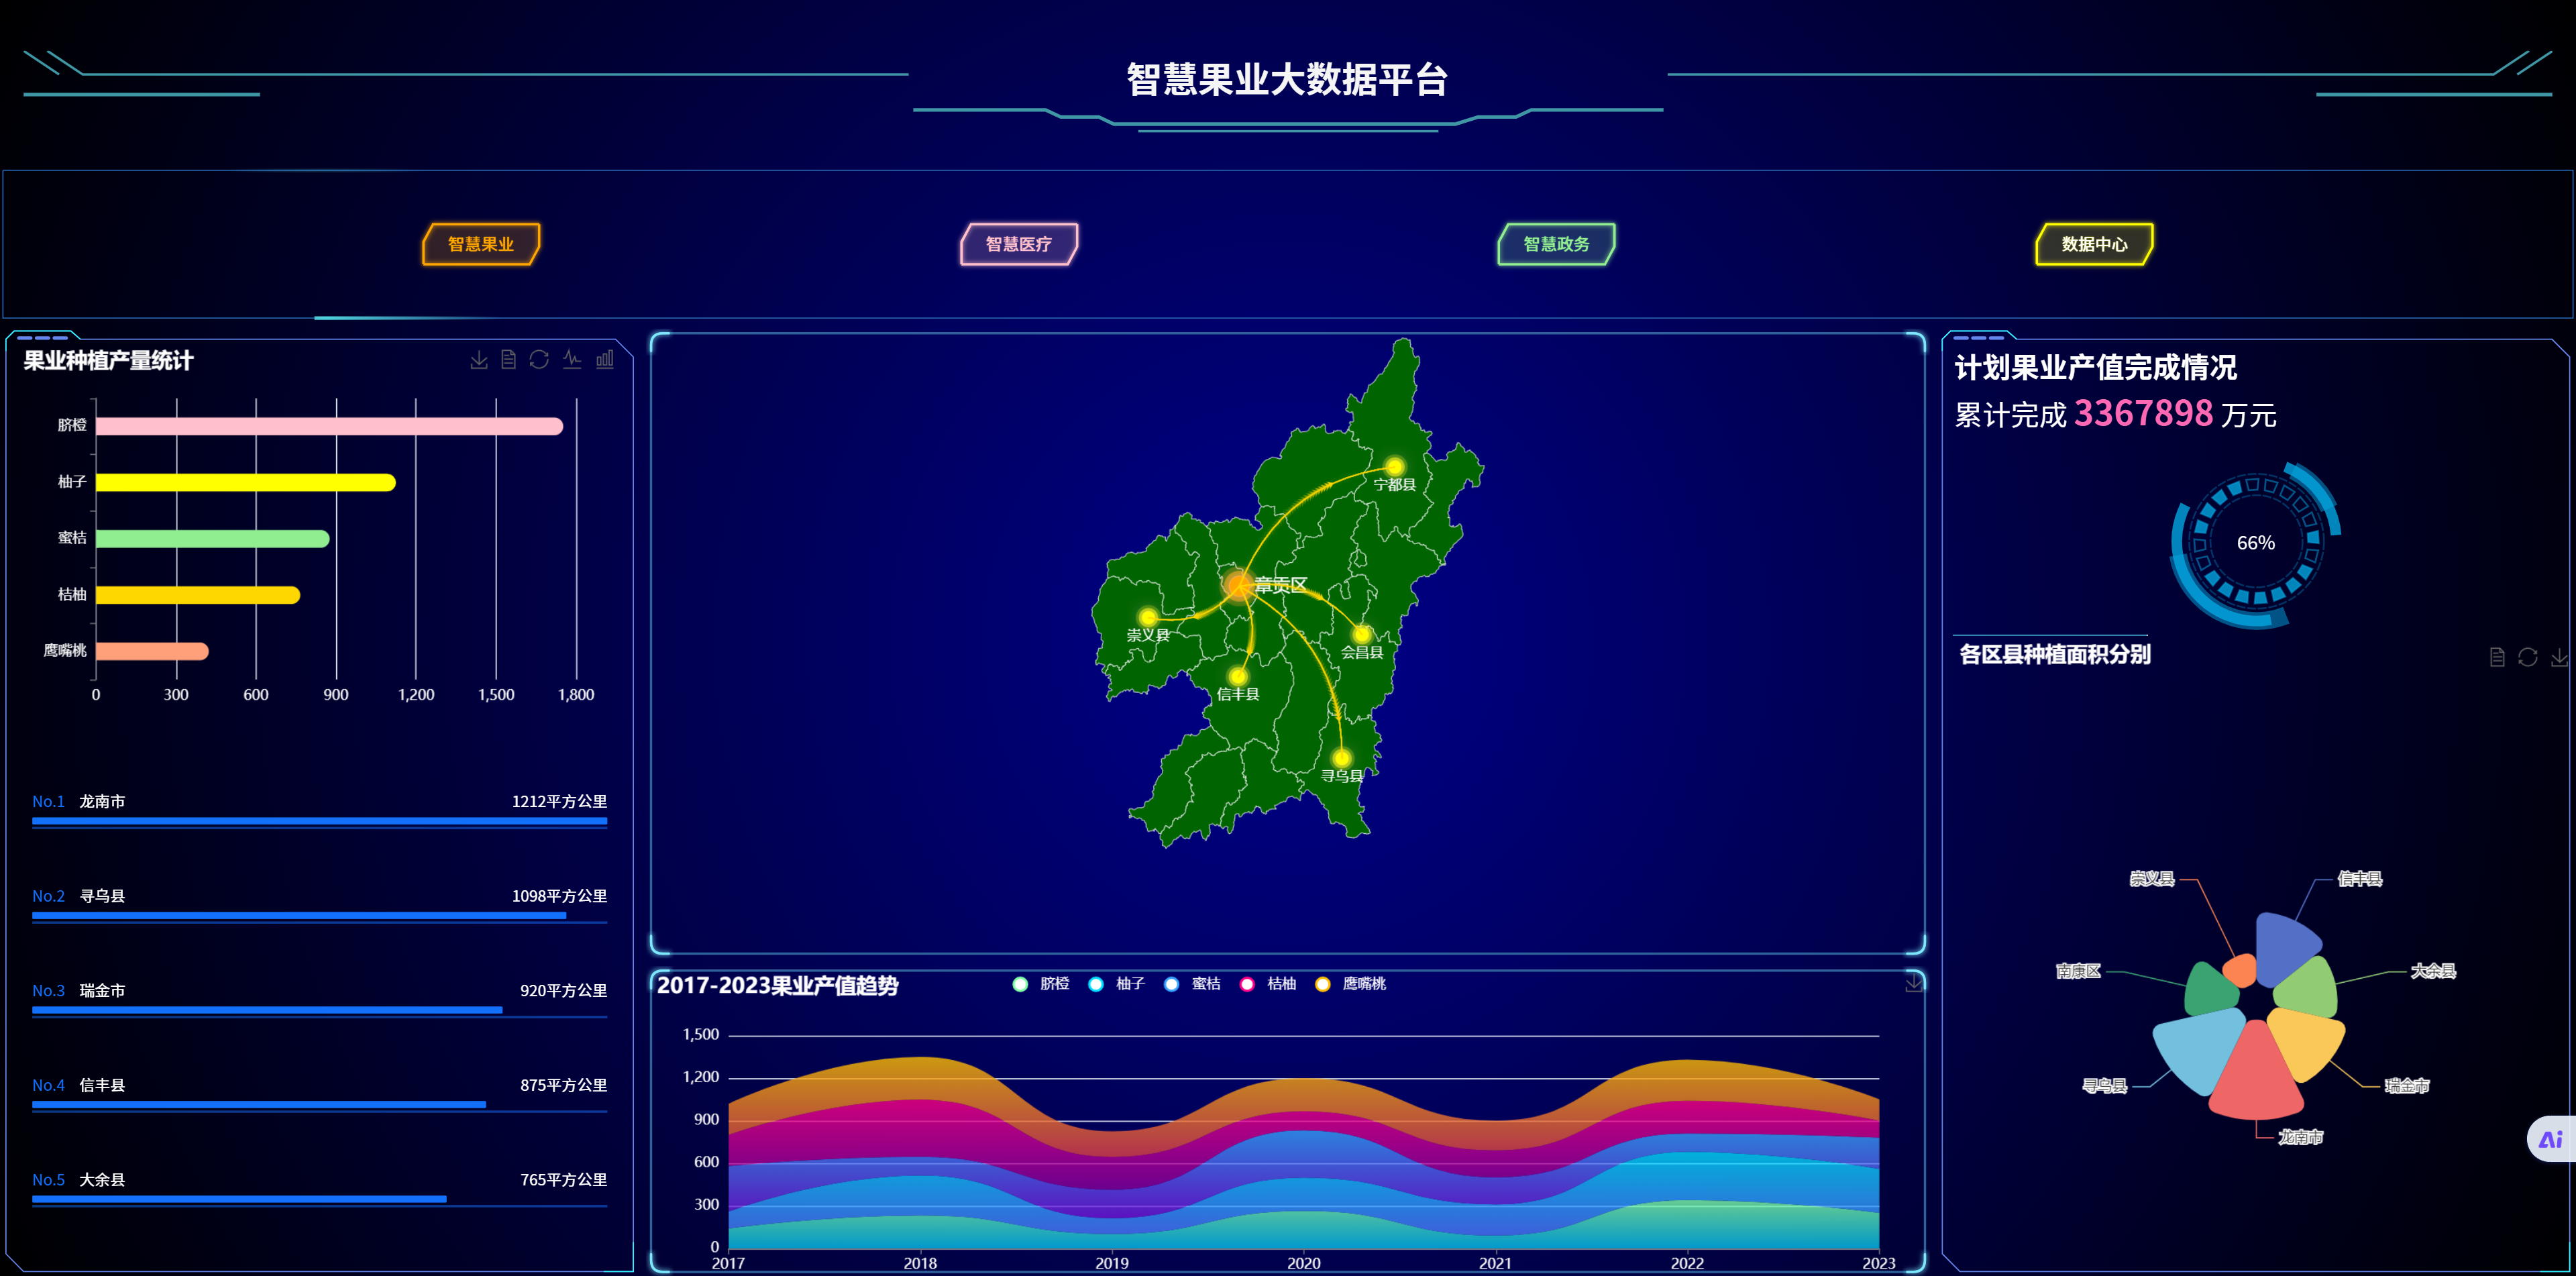 智慧果业大数据平台
智慧果业
智慧医疗
智慧政务
数据中心
果业种植产量统计
脐橙
柚子
蜜桔
桔柚
鹰嘴桃
0 300 600 900 1,200 1,500 1,800
No.1 龙南市 1212平方公里
No.2 寻乌县 1098平方公里
No.3 瑞金市 920平方公里
No.4 信丰县 875平方公里
No.5 大余县 765平方公里
宁都县
章贡区
崇义县
会昌县
信丰县
寻乌县
2017-2023果业产值趋势
脐橙 柚子 蜜桔 桔柚 鹰嘴桃
1,500
1,200
900
600
300
0
2017 2018 2019 2020 2021 2022 2023
计划果业产值完成情况
累计完成 3367898 万元
66%
各区县种植面积分别
崇义县
信丰县
南康区
大余县
寻乌县
瑞金市
龙南市
Ai